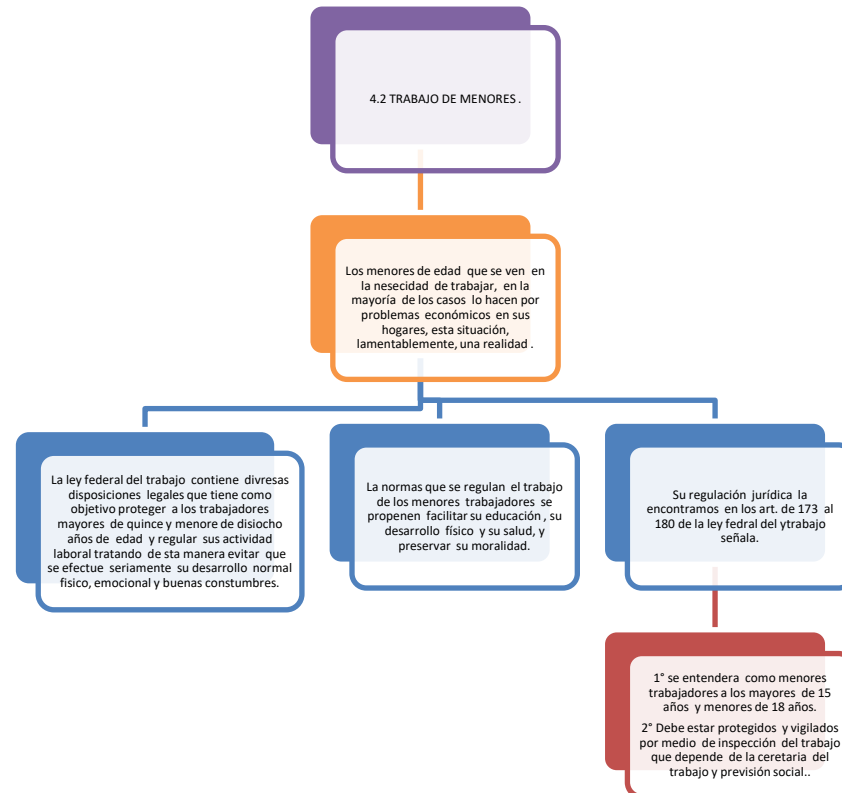 4.2 TRABAJO DE MENORES .
Los menores de edad que se ven en
la nesecidad de trabajar, en la
mayoría de los casos lo hacen por
problemas económicos en sus
hogares, esta situación,
lamentablemente, una realidad .
La ley federal del trabajo contiene divresas
disposiciones legales que tiene como
objetivo proteger a los trabajadores
mayores de quince y menore de disiocho
años de edad y regular sus actividad
laboral tratando de sta manera evitar que
se efectue seriamente su desarrollo normal
fisico, emocional y buenas constumbres.
La normas que se regulan el trabajo
de los menores trabajadores se
propenen facilitar su educación , su
desarrollo físico y su salud, y
preservar su moralidad.
Su regulación jurídica la
encontramos en los art. de 173 al
180 de la ley fedral del ytrabajo
señala.
1° se entendera como menores
trabajadores a los mayores de 15
años y menores de 18 años.
2° Debe estar protegidos y vigilados
por medio de inspección del trabajo
que depende de la ceretaria del
trabajo y previsión social..